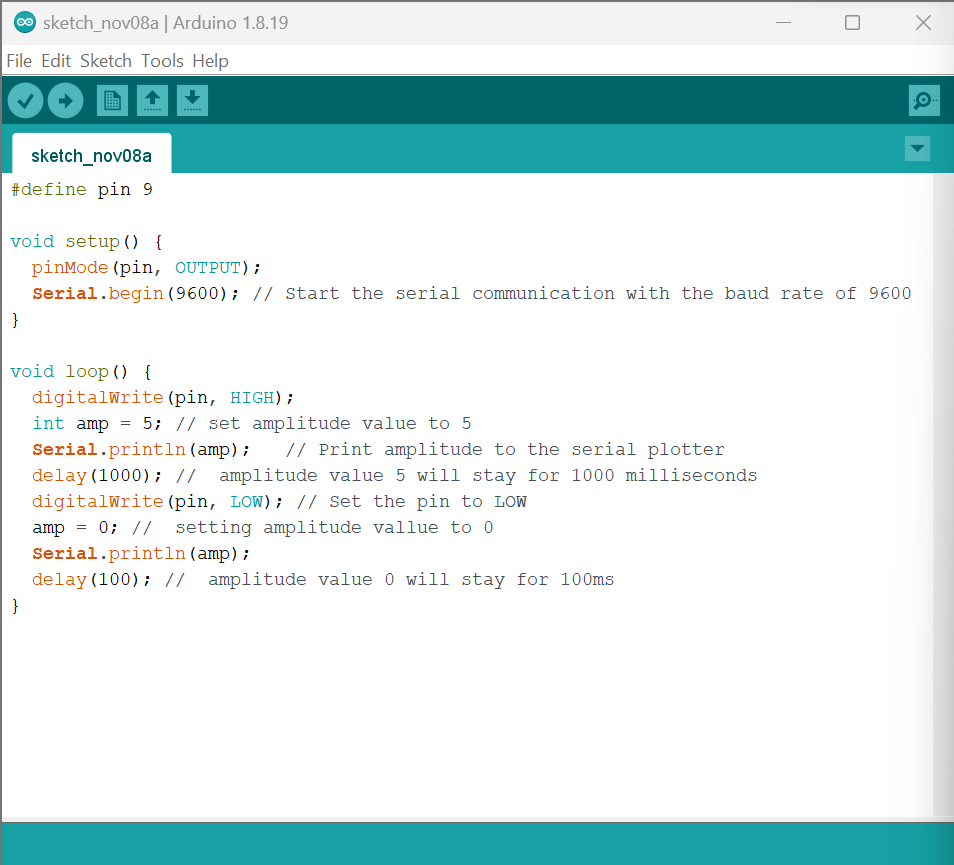 sketch_nov08a | Arduino 1.8.19
File Edit Sketch Tools Help
sketch_nov08a
#define pin 9
void setup() {
  pinMode(pin, OUTPUT);
  Serial.begin(9600); // Start the serial communication with the baud rate of 9600
}
void loop() {
  digitalWrite(pin, HIGH);
  int amp = 5; // set amplitude value to 5
  Serial.println(amp);   // Print amplitude to the serial plotter
  delay(1000); //  amplitude value 5 will stay for 1000 milliseconds
  digitalWrite(pin, LOW); // Set the pin to LOW
  amp = 0; //  setting amplitude vallue to 0
  Serial.println(amp);
  delay(100); //  amplitude value 0 will stay for 100ms
}